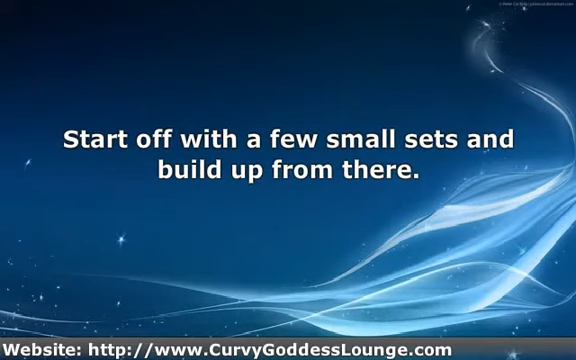 Start off with a few small sets and
build up from there.
Website: http://www.CurvyGoddessLounge.com